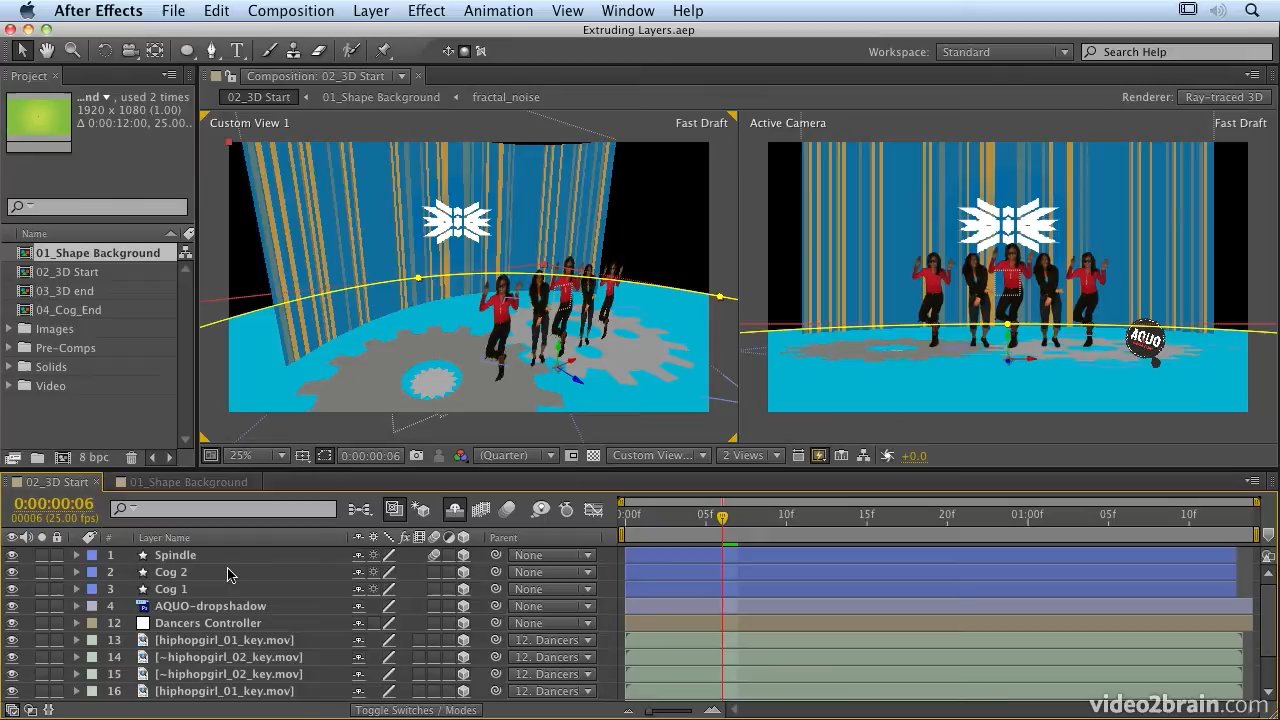 After Effects File Edit Composition Layer Effect Animation View Window Help
Extruding Layers.aep
Workspace: Standard Search Help
Project Composition: 02_3D Start
...nd, used 2 times
1920 x 1080 (1.00)
Δ 0:00:12:00, 25.00...
02_3D Start 01_Shape Background fractal_noise Renderer: Ray-traced 3D
Custom View 1 Fast Draft Active Camera Fast Draft
AQUO
Name
01_Shape Background
02_3D Start
03_3D end
04_Cog_End
Images
Pre-Comps
Solids
Video
8 bpc 25% 0:00:00:06 (Quarter) Custom View... 2 Views +0.0
02_3D Start 01_Shape Background
0:00:00:06
00006 (25.00 fps)
:00f 05f 10f 15f 20f 01:00f 05f 10f
# Layer Name fx Parent
1 Spindle None
2 Cog 2 None
3 Cog 1 None
4 AQUO-dropshadow None
12 Dancers Controller None
13 [hiphopgirl_01_key.mov] 12. Dancers
14 [~hiphopgirl_02_key.mov] 12. Dancers
15 [~hiphopgirl_02_key.mov] 12. Dancers
16 [hiphopgirl_01_key.mov] 12. Dancers
Toggle Switches / Modes
video2brain.com